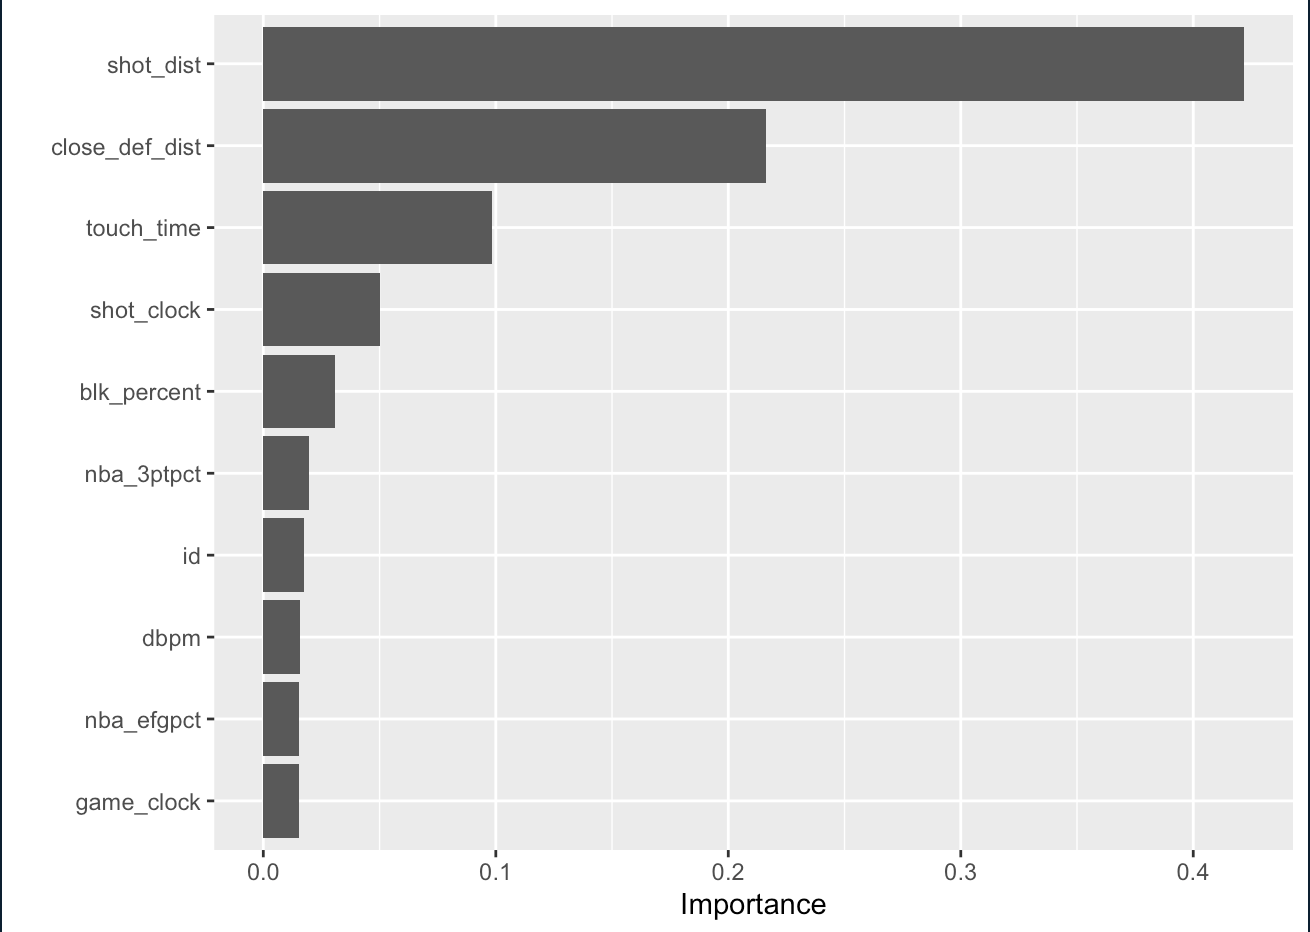 shot_dist
close_def_dist
touch_time
shot_clock
blk_percent
nba_3ptpct
id
dbpm
nba_efgpct
game_clock
0.0 0.1 0.2 0.3 0.4
Importance